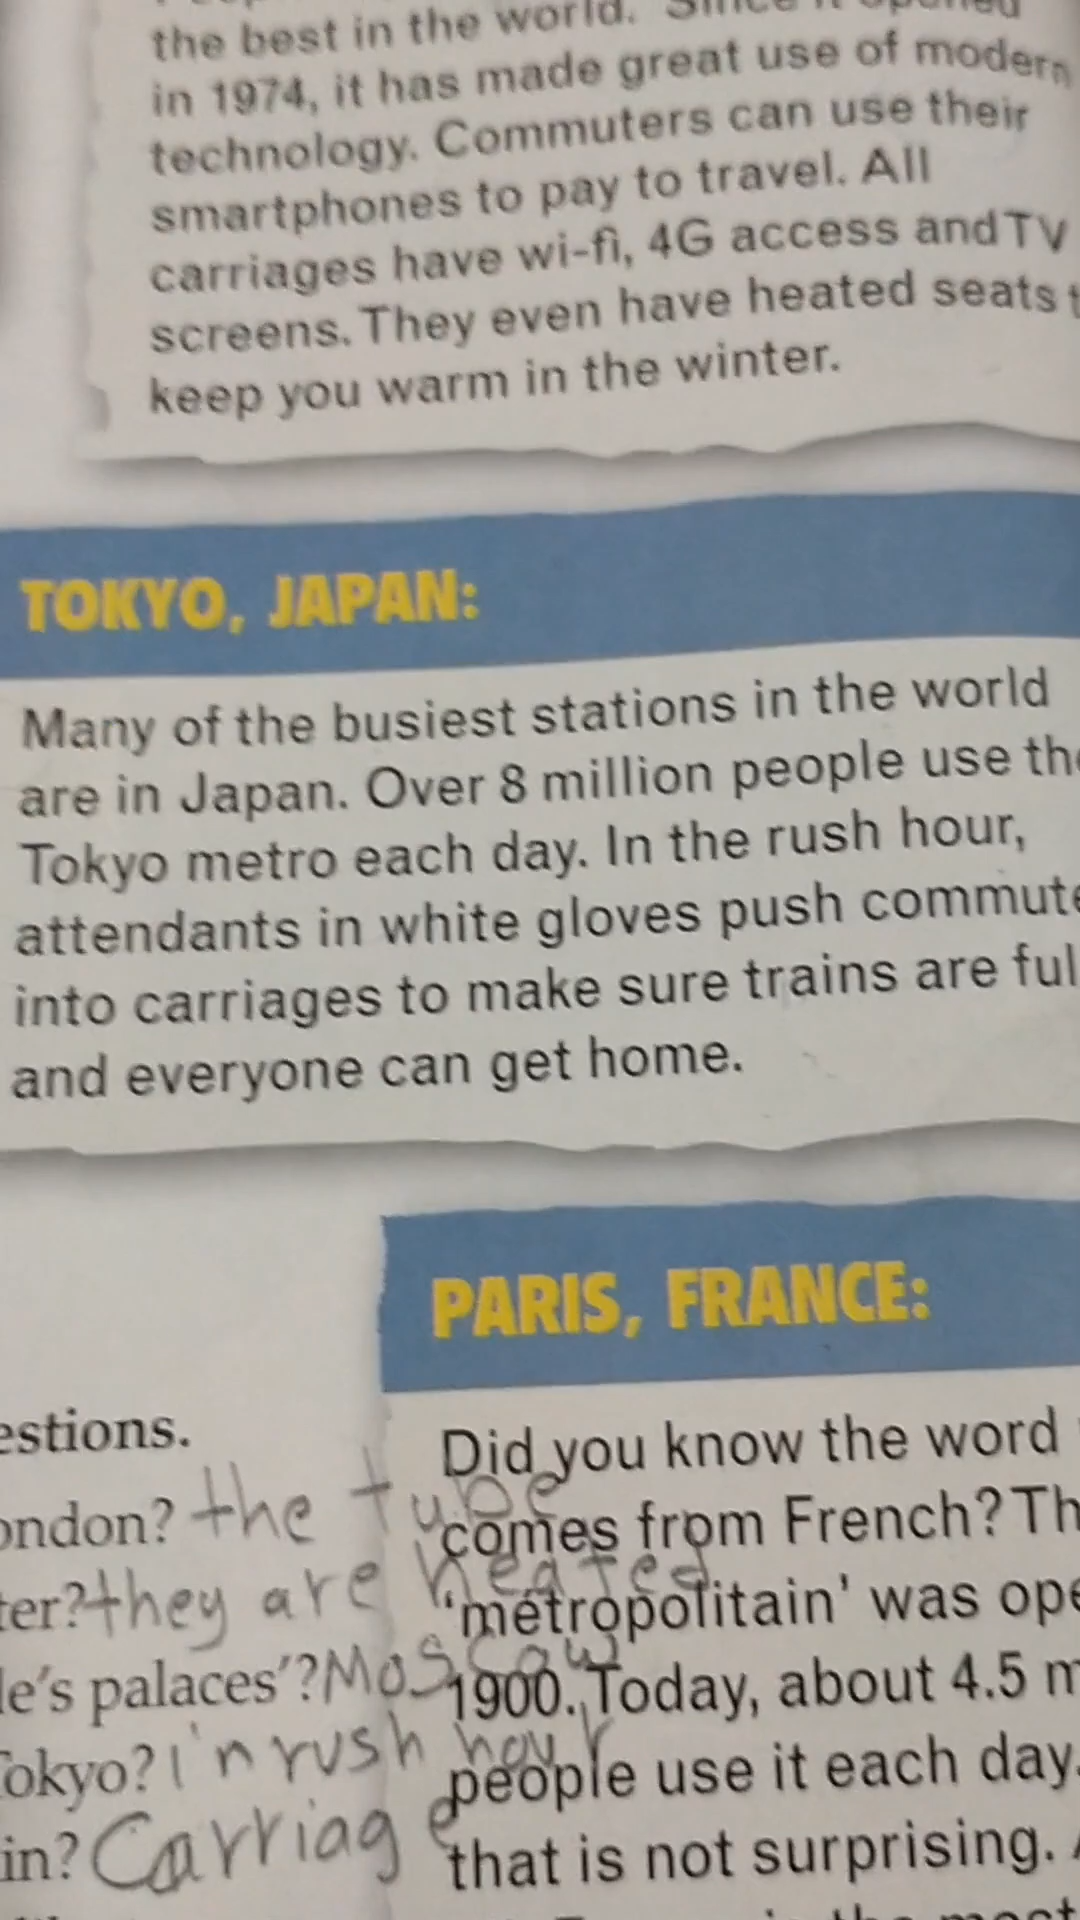 the best in the world. Since it opened
in 1974, it has made great use of modern
technology. Commuters can use their
smartphones to pay to travel. All
carriages have wi-fi, 4G access and TV
screens. They even have heated seats t
keep you warm in the winter.
TOKYO, JAPAN:
Many of the busiest stations in the world
are in Japan. Over 8 million people use the
Tokyo metro each day. In the rush hour,
attendants in white gloves push commute
into carriages to make sure trains are ful
and everyone can get home.
PARIS, FRANCE:
Did you know the word
comes from French? Th
'métropolitain' was ope
1900. Today, about 4.5 m
people use it each day.
that is not surprising.
estions.
ondon? the tube
ter? they are heated
le's palaces'? Moscow
okyo? in rush hour
in? Carriage